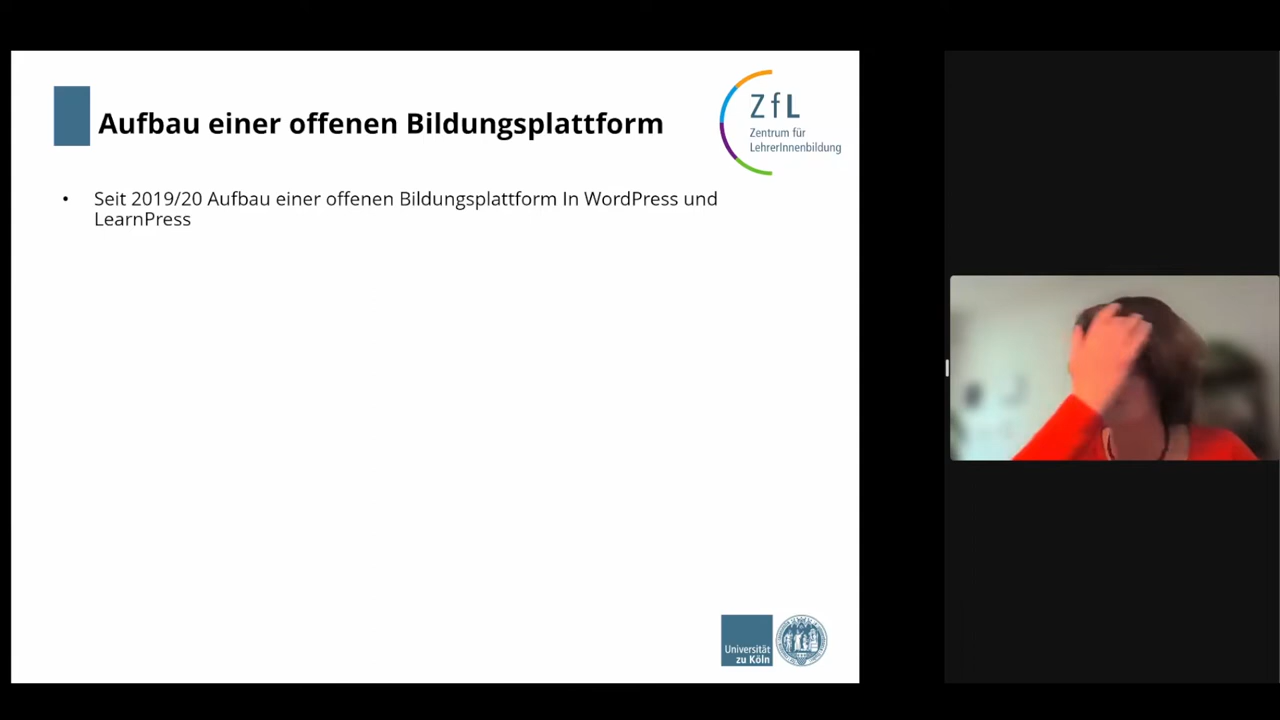 Aufbau einer offenen Bildungsplattform
ZfL
Zentrum für
LehrerInnenbildung
• Seit 2019/20 Aufbau einer offenen Bildungsplattform In WordPress und
LearnPress
Universität
zu Köln